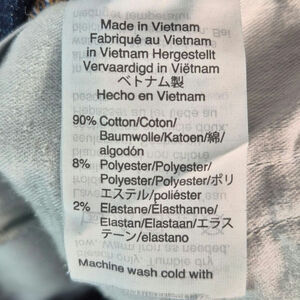 Made in Vietnam
Fabriqué au Vietnam
in Vietnam Hergestellt
Vervaardigd in Viëtnam
ベトナム製
Hecho en Vietnam
90% Cotton/Coton/
Baumwolle/Katoen/綿/
algodón
8% Polyester/Polyester/
Polyester/Polyester/ポリ
エステル/poliéster
2% Elastane/Élasthanne/
Elastan/Elastaan/エラス
テーン/elastano
Machine wash cold with